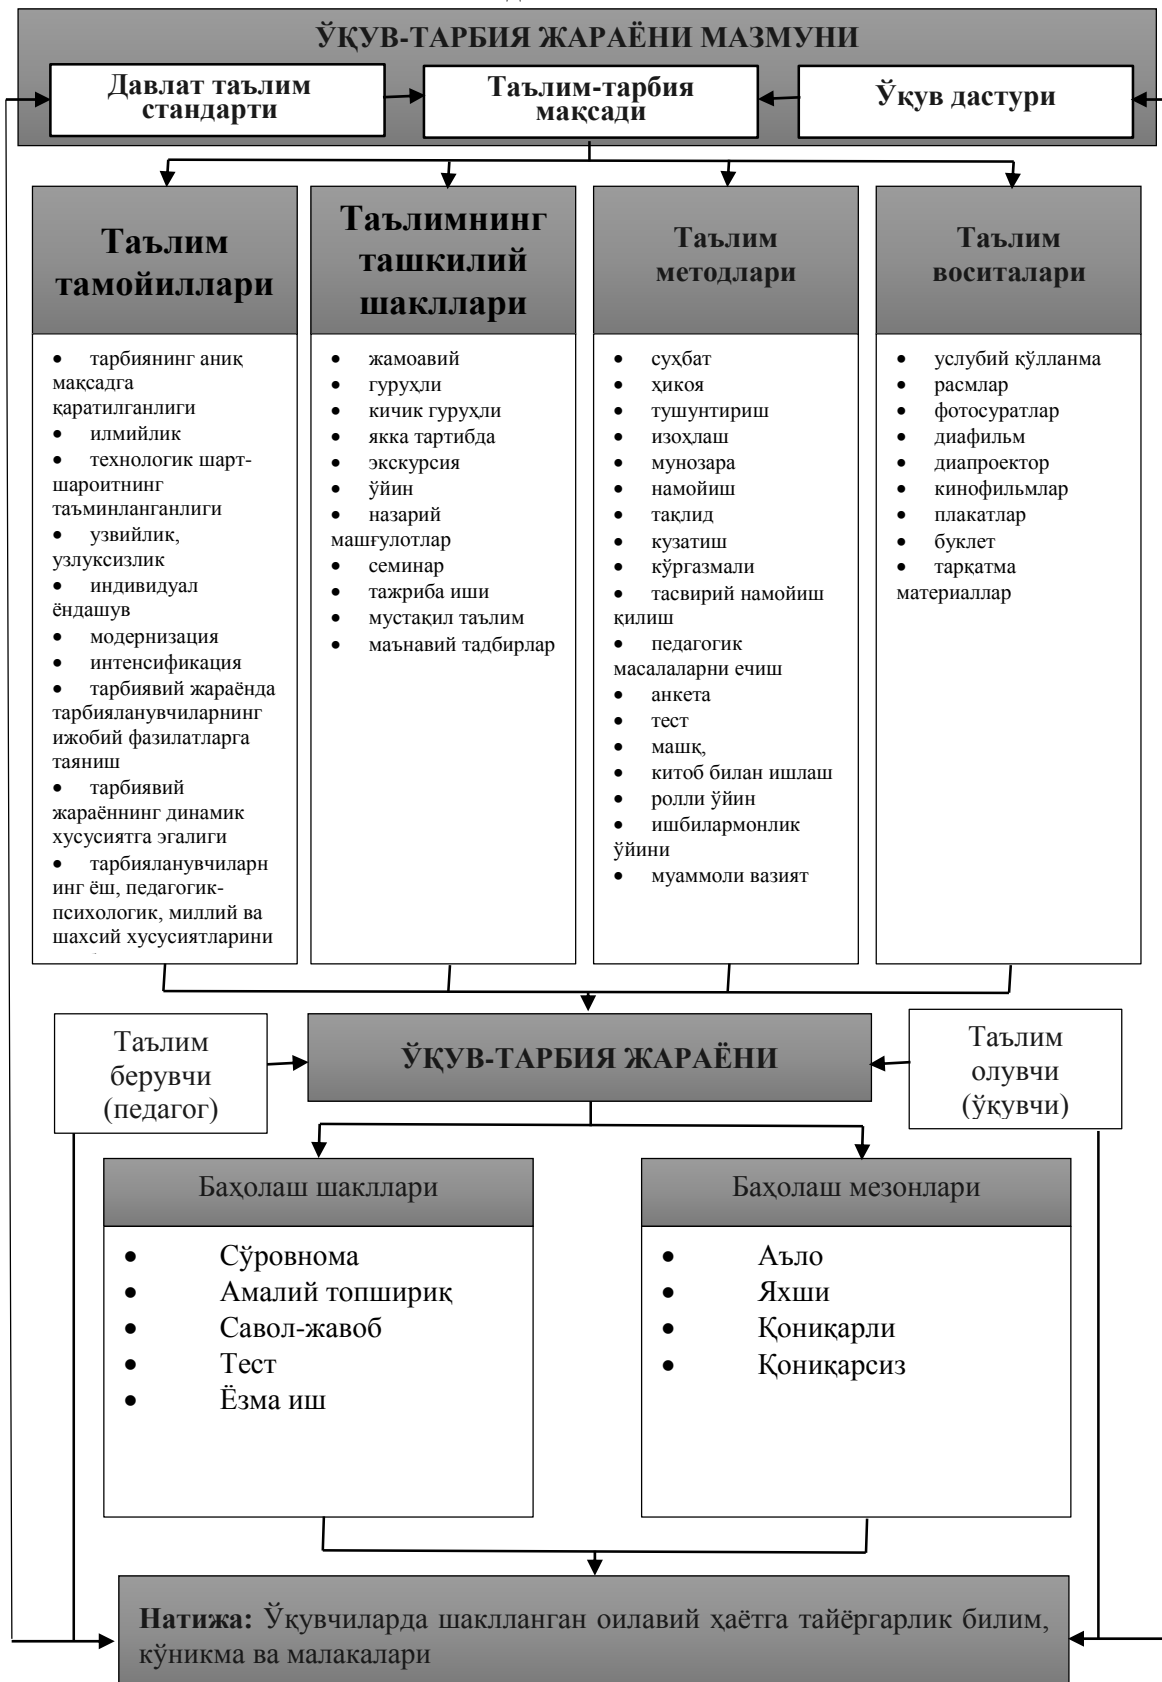 ЎҚУВ-ТАРБИЯ ЖАРАЁНИ МАЗМУНИ
Давлат таълим
стандарти
Таълим-тарбия
мақсади
Ўқув дастури
Таълим
тамойиллари
• тарбиянинг аниқ
мақсадга
қаратилганлиги
• илмийлик
• технологик шарт-
шароитнинг
таъминланганлиги
• узвийлик,
узлуксизлик
• индивидуал
ёндашув
• модернизация
• интенсификация
• тарбиявий жараёнда
тарбияланувчиларнинг
ижобий фазилатларга
таяниш
• тарбиявий
жараённинг динамик
хусусиятга эгалиги
• тарбияланувчиларн
инг ёш, педагогик-
психологик, миллий ва
шахсий хусусиятларини
Таълимнинг
ташкилий
шакллари
• жамоавий
• гуруҳли
• кичик гуруҳли
• якка тартибда
• экскурсия
• ўйин
• назарий
машғулотлар
• семинар
• тажриба иши
• мустақил таълим
• маънавий тадбирлар
Таълим
методлари
• суҳбат
• ҳикоя
• тушунтириш
• изоҳлаш
• мунозара
• намойиш
• тақлид
• кузатиш
• кўргазмали
• тасвирий намойиш
қилиш
• педагогик
масалаларни ечиш
• анкета
• тест
• машқ,
• китоб билан ишлаш
• ролли ўйин
• ишбилармонлик
ўйини
• муаммоли вазият
Таълим
воситалари
• услубий қўлланма
• расмлар
• фотосуратлар
• диафильм
• диапроектор
• кинофильмлар
• плакатлар
• буклет
• тарқатма
материаллар
Таълим
берувчи
(педагог)
ЎҚУВ-ТАРБИЯ ЖАРАЁНИ
Таълим
олувчи
(ўқувчи)
Баҳолаш шакллари
• Сўровнома
• Амалий топшириқ
• Савол-жавоб
• Тест
• Ёзма иш
Баҳолаш мезонлари
• Аъло
• Яхши
• Қониқарли
• Қониқарсиз
Натижа: Ўқувчиларда шаклланган оилавий ҳаётга тайёргарлик билим,
кўникма ва малакалари